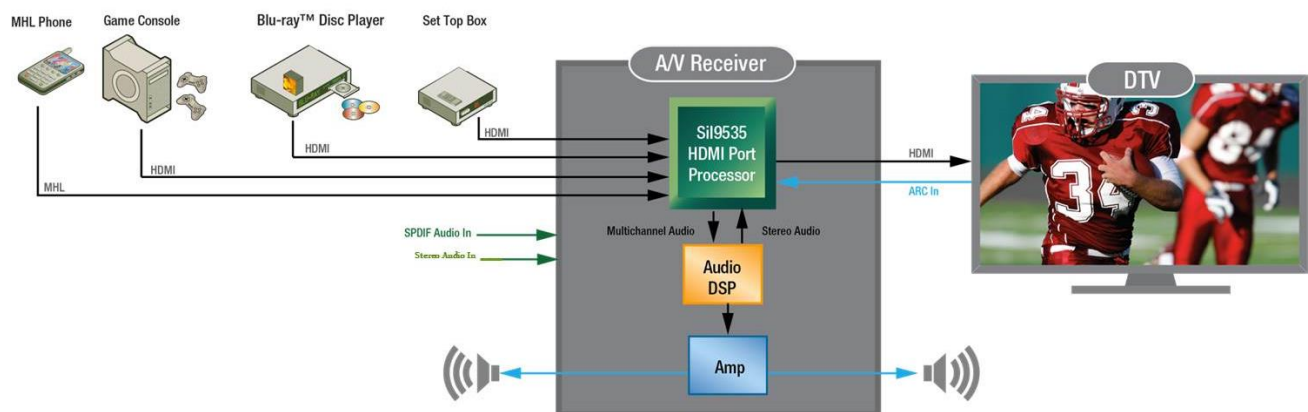 MHL Phone
Game Console
Blu-ray™ Disc Player
Set Top Box
A/V Receiver
DTV
HDMI
HDMI
HDMI
MHL
SiI9535
HDMI Port
Processor
HDMI
ARC In
34
34
84
SPDIF Audio In
Stereo Audio In
Multichannel Audio
Stereo Audio
Audio
DSP
Amp